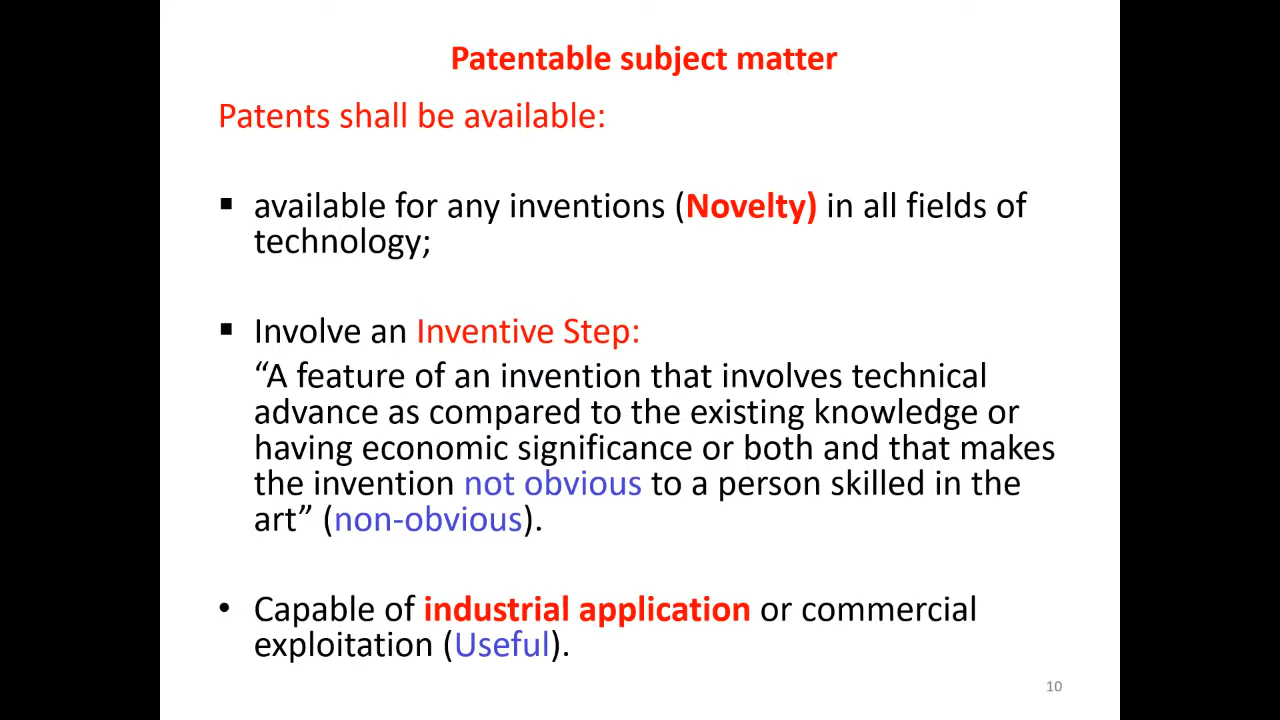 Patentable subject matter
Patents shall be available:
▪ available for any inventions (Novelty) in all fields of
technology;
▪ Involve an Inventive Step:
“A feature of an invention that involves technical
advance as compared to the existing knowledge or
having economic significance or both and that makes
the invention not obvious to a person skilled in the
art” (non-obvious).
• Capable of industrial application or commercial
exploitation (Useful).
10